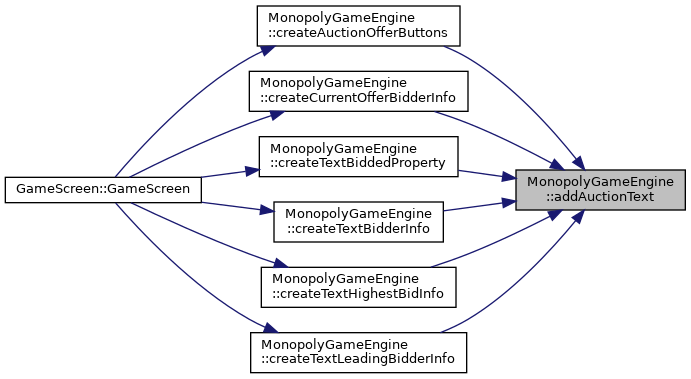 MonopolyGameEngine
::createAuctionOfferButtons
MonopolyGameEngine
::createCurrentOfferBidderInfo
MonopolyGameEngine
::createTextBiddedProperty
GameScreen::GameScreen
MonopolyGameEngine
::addAuctionText
MonopolyGameEngine
::createTextBidderInfo
MonopolyGameEngine
::createTextHighestBidInfo
MonopolyGameEngine
::createTextLeadingBidderInfo